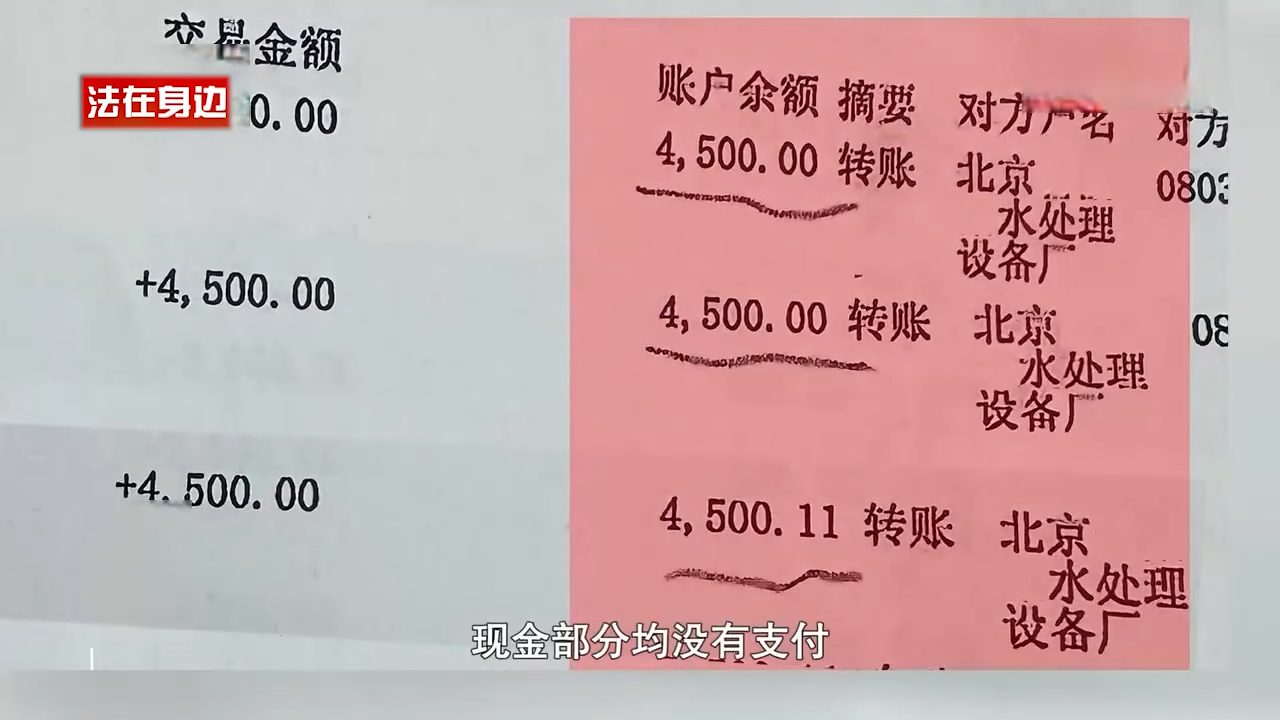 交易金额
法在身边
0.00
+4,500.00
+4,500.00
账户余额 摘要 对方户名 对方
4,500.00 转账 北京 0803
水处理
设备厂
4,500.00 转账 北京 08
水处理
设备厂
4,500.11 转账 北京
水处理
设备厂
现金部分均没有支付